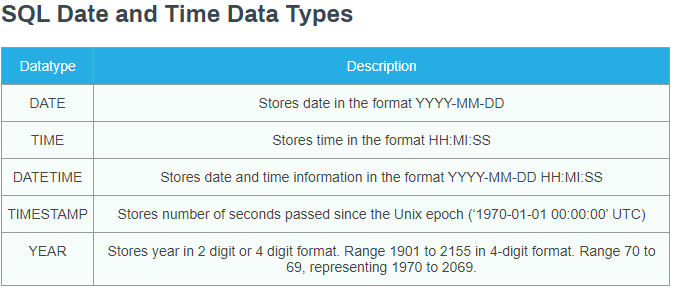 SQL Date and Time Data Types
Datatype Description
DATE Stores date in the format YYYY-MM-DD
TIME Stores time in the format HH:MI:SS
DATETIME Stores date and time information in the format YYYY-MM-DD HH:MI:SS
TIMESTAMP Stores number of seconds passed since the Unix epoch (‘1970-01-01 00:00:00’ UTC)
YEAR Stores year in 2 digit or 4 digit format. Range 1901 to 2155 in 4-digit format. Range 70 to
69, representing 1970 to 2069.